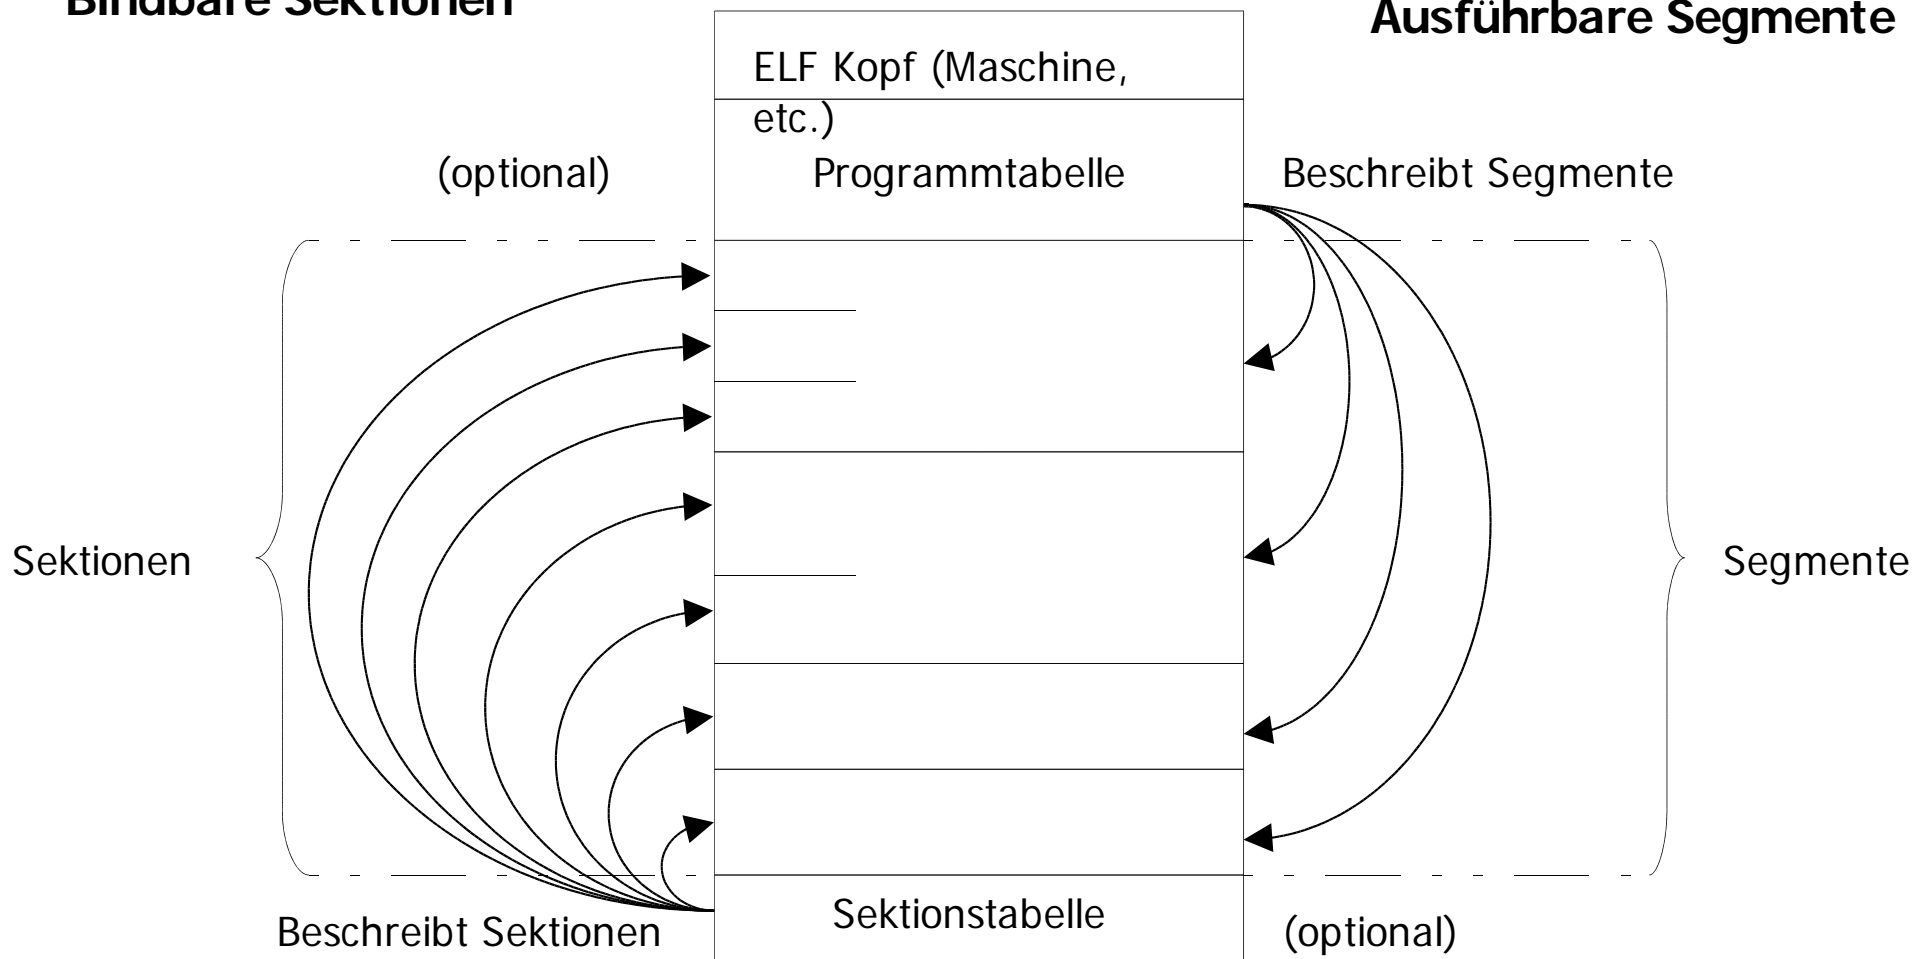 Bindbare Sektionen
Ausführbare Segmente
ELF Kopf (Maschine,
etc.)
(optional)
Programmtabelle
Beschreibt Segmente
Sektionen
Segmente
Sektionstabelle
Beschreibt Sektionen
(optional)